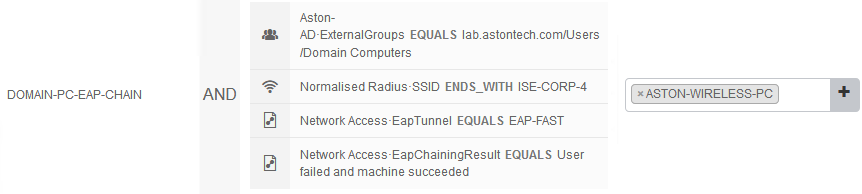 DOMAIN-PC-EAP-CHAIN
AND
Aston-
AD·ExternalGroups EQUALS lab.astontech.com/Users
/Domain Computers
Normalised Radius·SSID ENDS_WITH ISE-CORP-4
Network Access·EapTunnel EQUALS EAP-FAST
Network Access·EapChainingResult EQUALS User
failed and machine succeeded
×ASTON-WIRELESS-PC
+